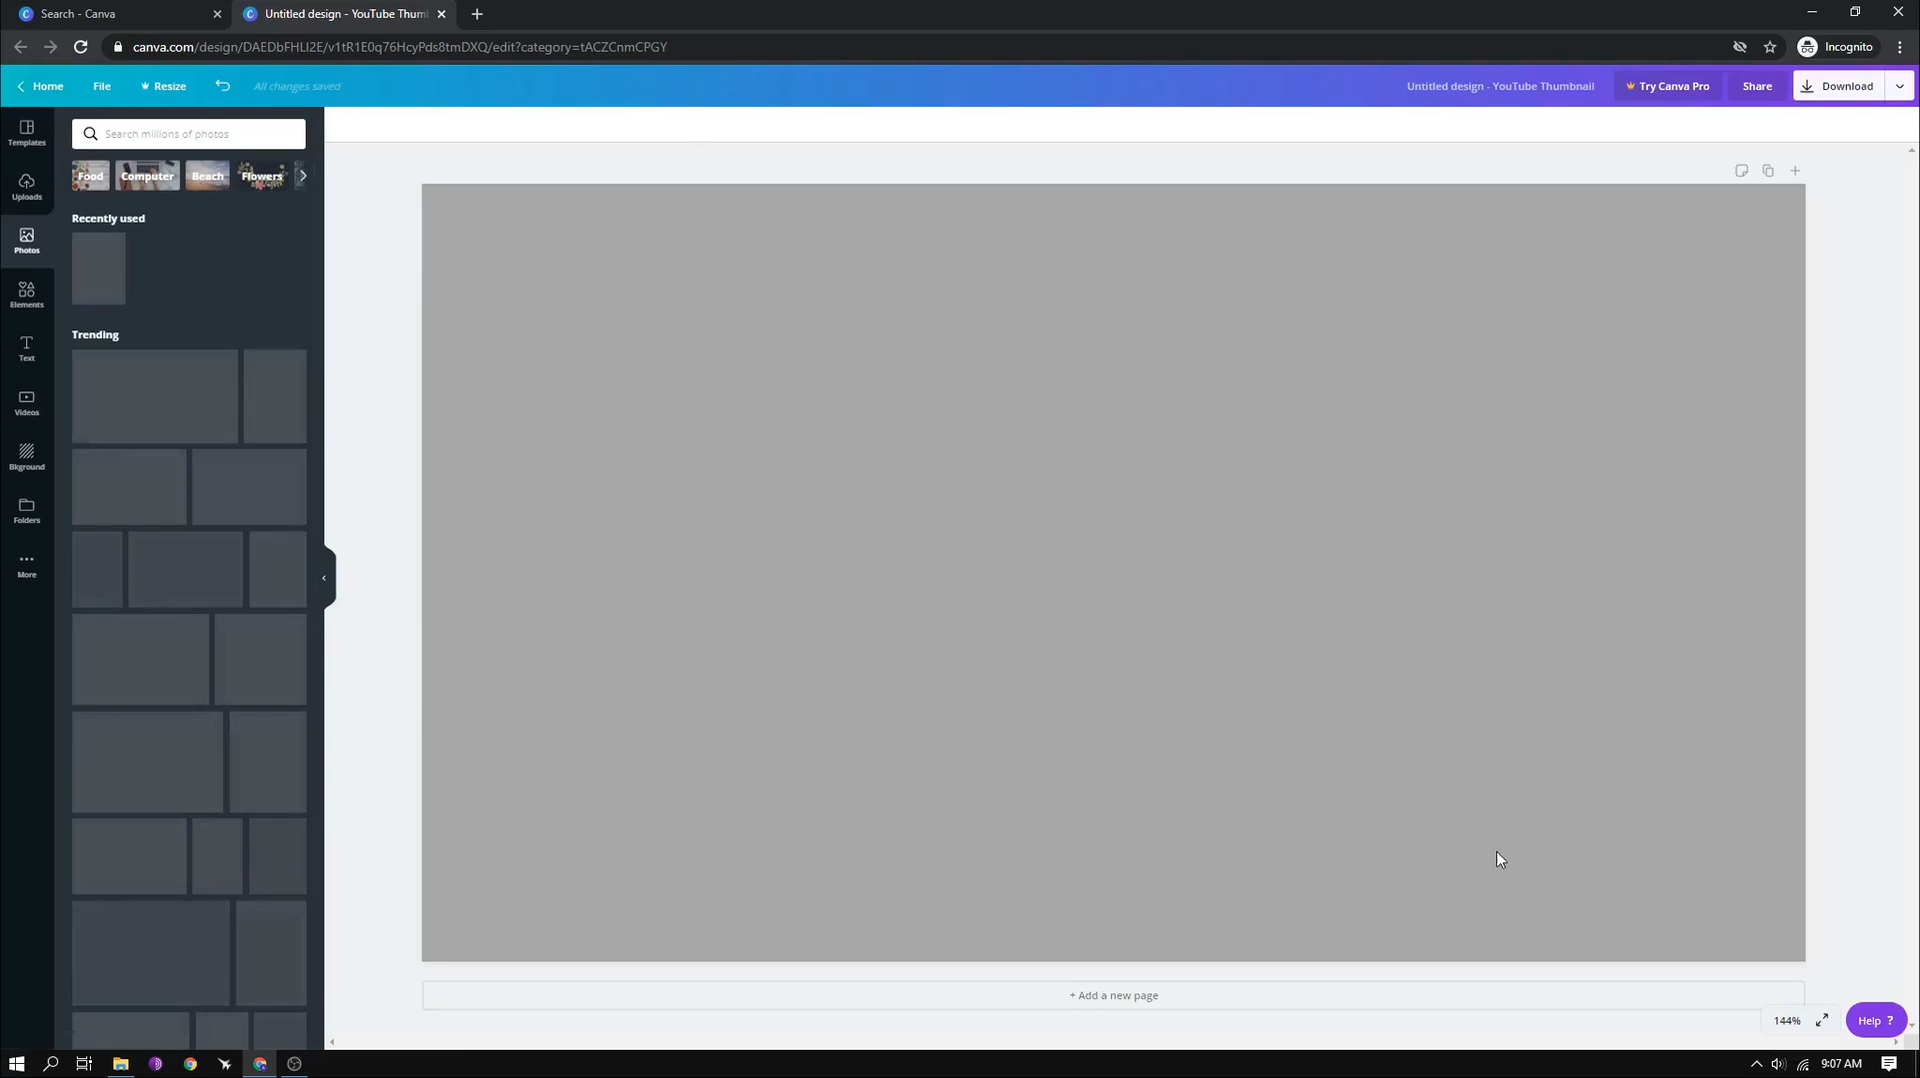 Search - Canva
Untitled design - YouTube Thum
canva.com/design/DAEDbFHLI2E/v1tR1E0q76HcyPds8tmDXQ/edit?category=tACZCnmCPGY
Incognito
Home
File
Resize
All changes saved
Untitled design - YouTube Thumbnail
Try Canva Pro
Share
Download
Templates
Search millions of photos
Food
Computer
Beach
Flowers
Uploads
Recently used
Photos
Elements
Trending
Text
Videos
Bkground
Folders
More
+ Add a new page
144%
Help ?
9:07 AM